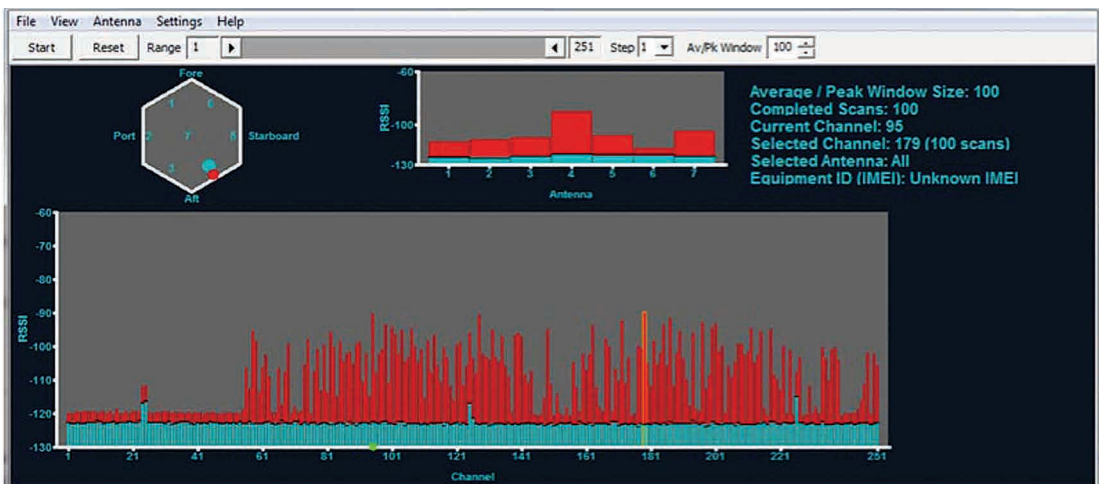 File View Antenna Settings Help
Start Reset Range 1 251 Step 1 Av/Pk Window 100
Fore
1 6
Port 2 7 5 Starboard
3
Aft
-60
-100
-130
RSSI
1 2 3 4 5 6 7
Antenna
Average / Peak Window Size: 100
Completed Scans: 100
Current Channel: 95
Selected Channel: 179 (100 scans)
Selected Antenna: All
Equipment ID (IMEI): Unknown IMEI
-60
-70
-80
-90
-100
-110
-120
-130
RSSI
1 21 41 61 81 101 121 141 161 181 201 221 251
Channel